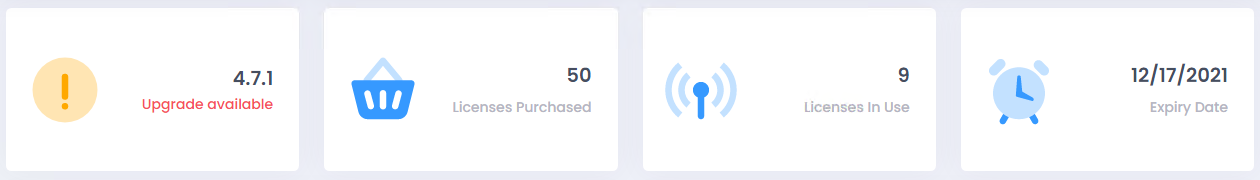 4.7.1
Upgrade available
50
Licenses Purchased
9
Licenses In Use
12/17/2021
Expiry Date